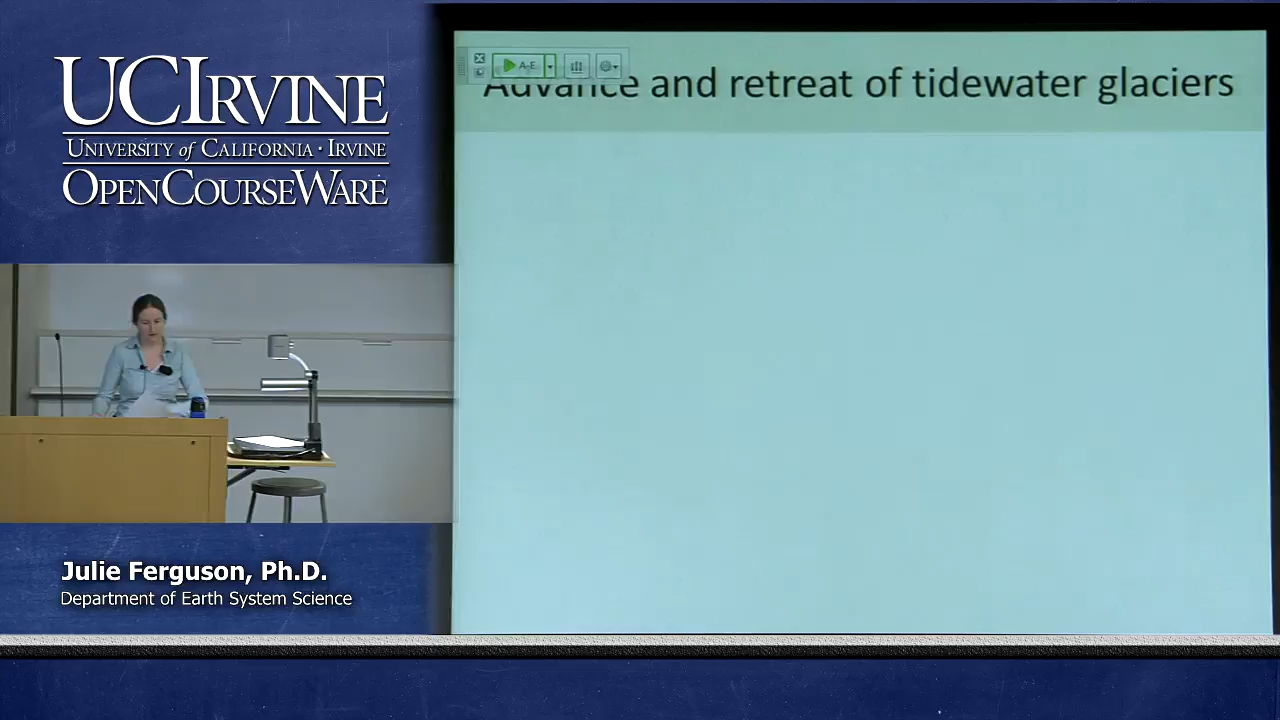 UCIRVINE
UNIVERSITY of CALIFORNIA · IRVINE
OPENCOURSEWARE
A-E
Advance and retreat of tidewater glaciers
Julie Ferguson, Ph.D.
Department of Earth System Science